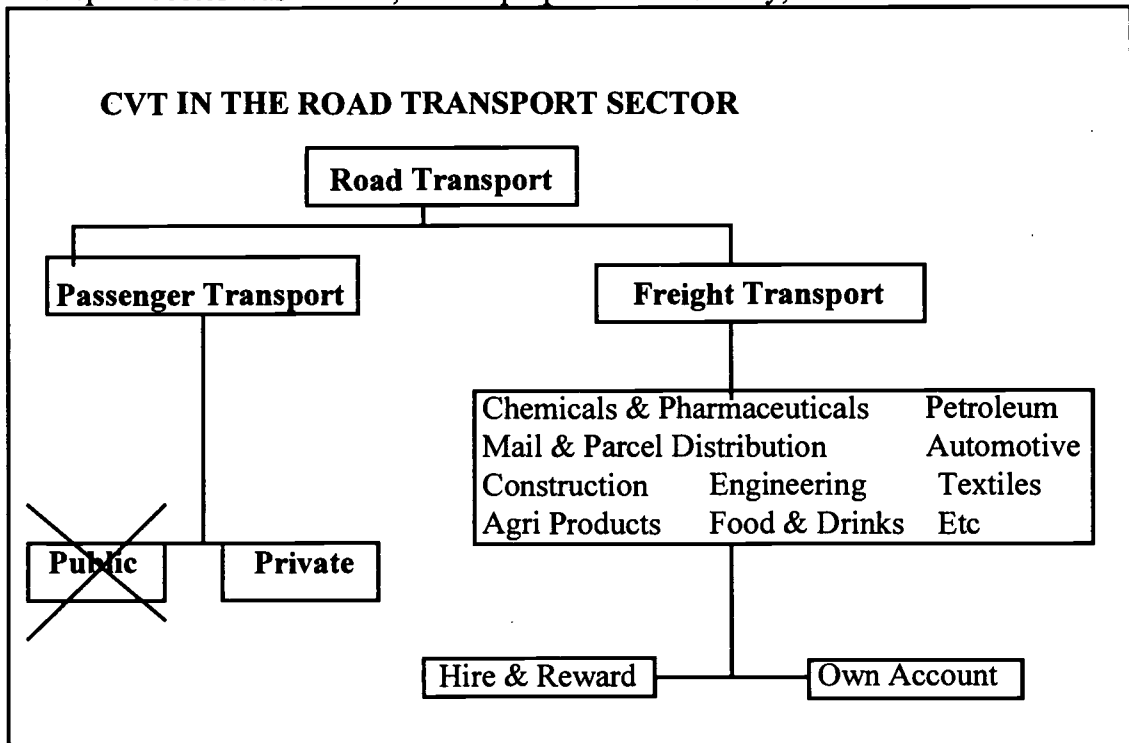 CVT IN THE ROAD TRANSPORT SECTOR
Road Transport
Passenger Transport
Freight Transport
Chemicals & Pharmaceuticals Petroleum
Mail & Parcel Distribution Automotive
Construction Engineering Textiles
Agri Products Food & Drinks Etc
Public Private
Hire & Reward Own Account